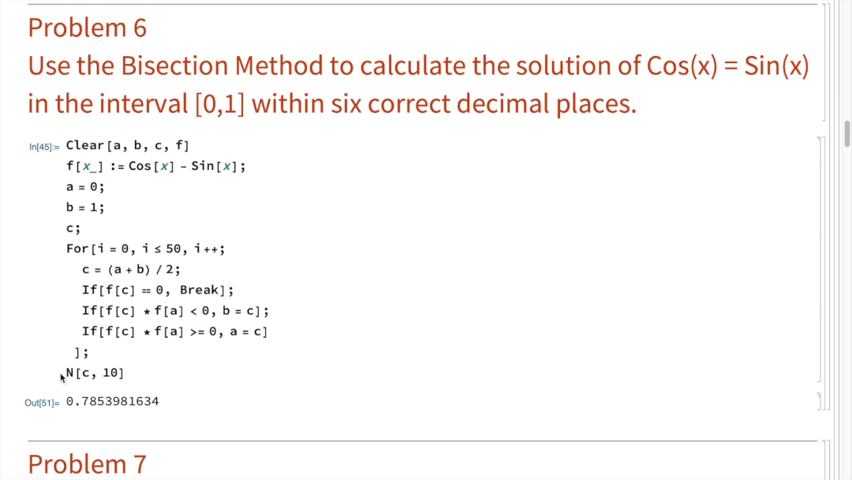 Problem 6
Use the Bisection Method to calculate the solution of Cos(x) = Sin(x)
in the interval [0,1] within six correct decimal places.
In[45]:= Clear[a, b, c, f]
f[x_] := Cos[x] - Sin[x];
a = 0;
b = 1;
c;
For[i = 0, i ≤ 50, i++;
c = (a + b) / 2;
If[f[c] == 0, Break];
If[f[c] * f[a] < 0, b = c];
If[f[c] * f[a] >= 0, a = c]
];
N[c, 10]
Out[51]= 0.7853981634
Problem 7